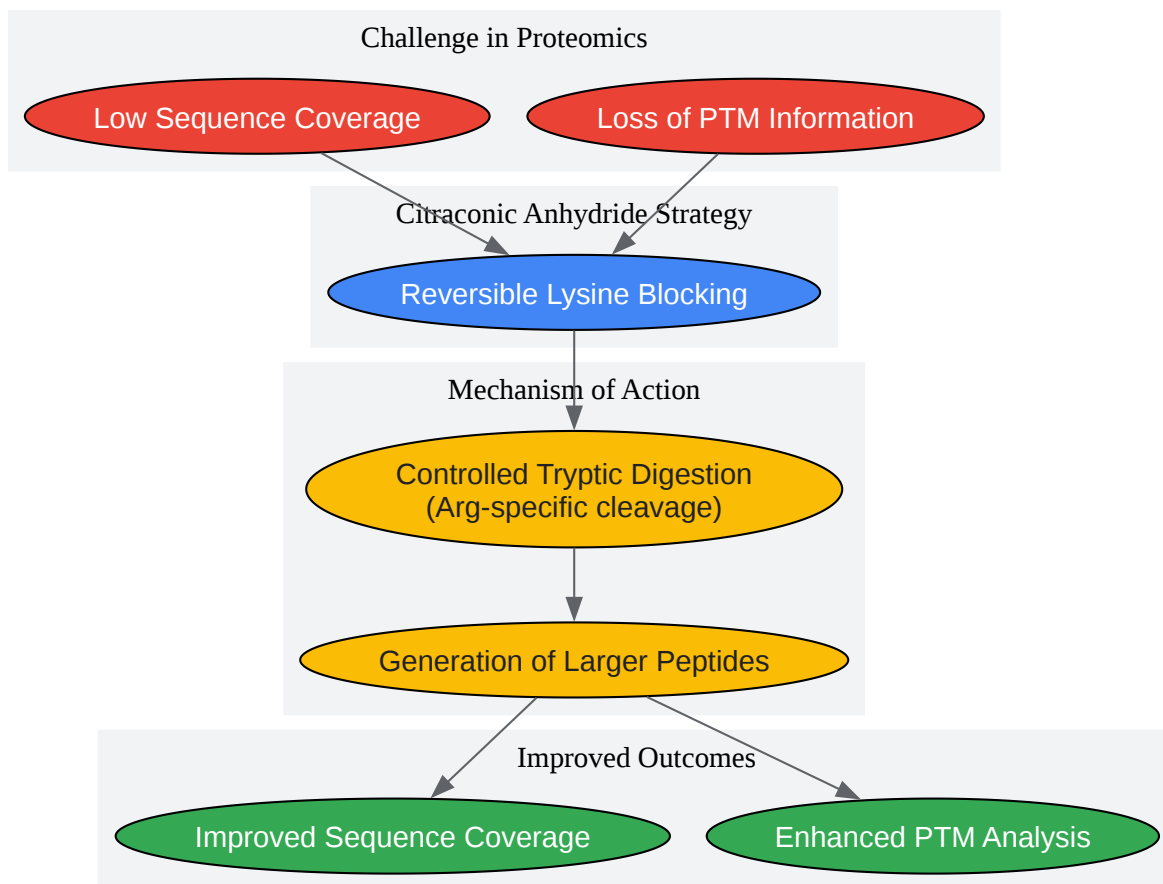 Challenge in Proteomics
Low Sequence Coverage
Loss of PTM Information
Citraconic Anhydride Strategy
Reversible Lysine Blocking
Mechanism of Action
Controlled Tryptic Digestion
(Arg-specific cleavage)
Generation of Larger Peptides
Improved Outcomes
Improved Sequence Coverage
Enhanced PTM Analysis